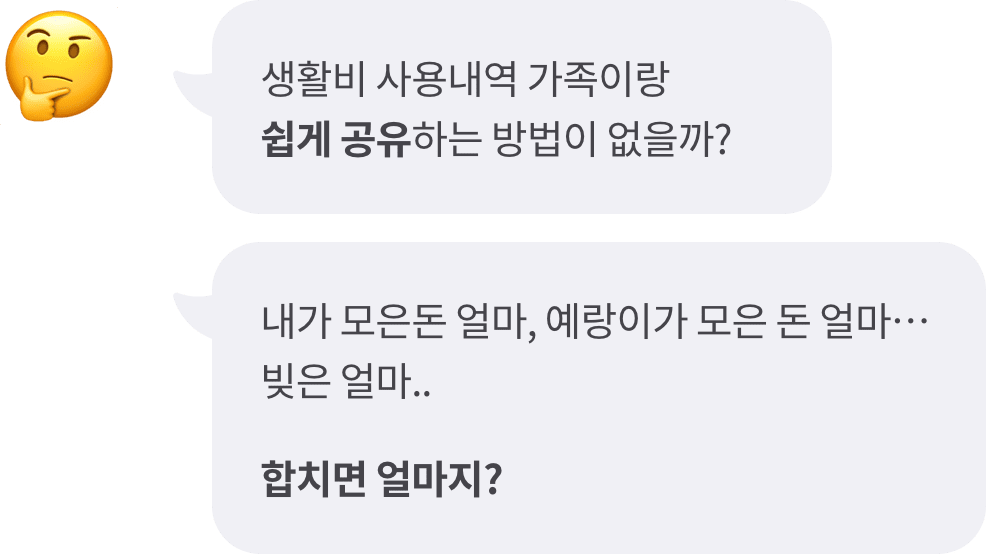 생활비 사용내역 가족이랑
쉽게 공유하는 방법이 없을까?
내가 모은돈 얼마, 예랑이가 모은 돈 얼마…
빚은 얼마..
합치면 얼마지?